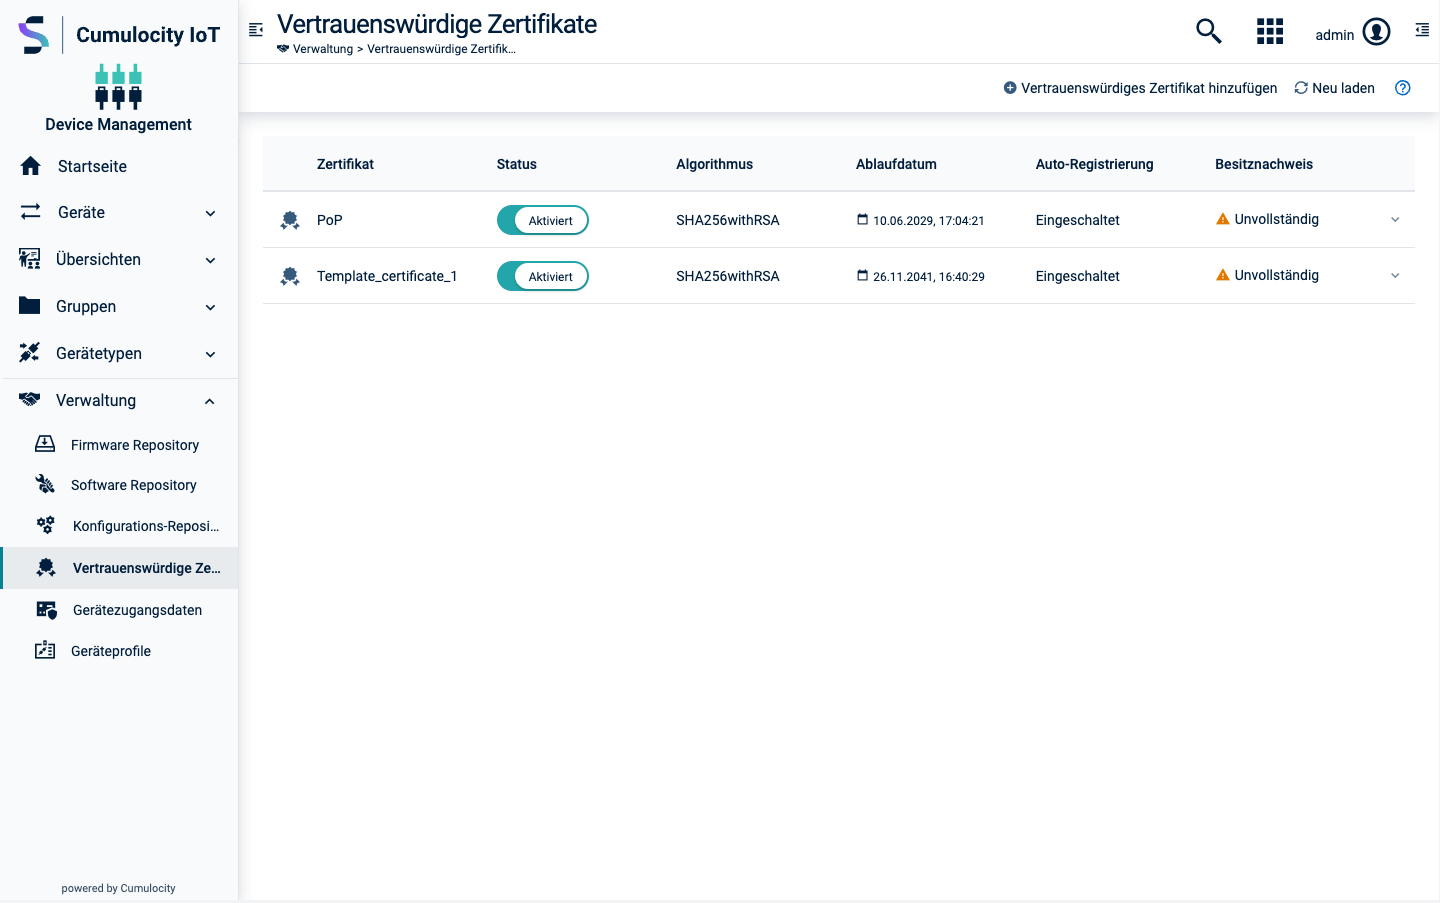 Cumulocity IoT
Device Management
Startseite
Geräte
Übersichten
Gruppen
Gerätetypen
Verwaltung
Firmware Repository
Software Repository
Konfigurations-Reposi...
Vertrauenswürdige Ze...
Gerätezugangsdaten
Geräteprofile
powered by Cumulocity
Vertrauenswürdige Zertifikate
Verwaltung > Vertrauenswürdige Zertifik...
admin
Vertrauenswürdiges Zertifikat hinzufügen Neu laden
Zertifikat Status Algorithmus Ablaufdatum Auto-Registrierung Besitznachweis
PoP Aktiviert SHA256withRSA 10.06.2029, 17:04:21 Eingeschaltet Unvollständig
Template_certificate_1 Aktiviert SHA256withRSA 26.11.2041, 16:40:29 Eingeschaltet Unvollständig